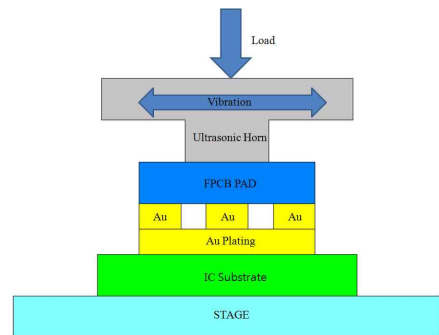 Load
Vibration
Ultrasonic Horn
FPCB PAD
Au Au Au
Au Plating
IC Substrate
STAGE